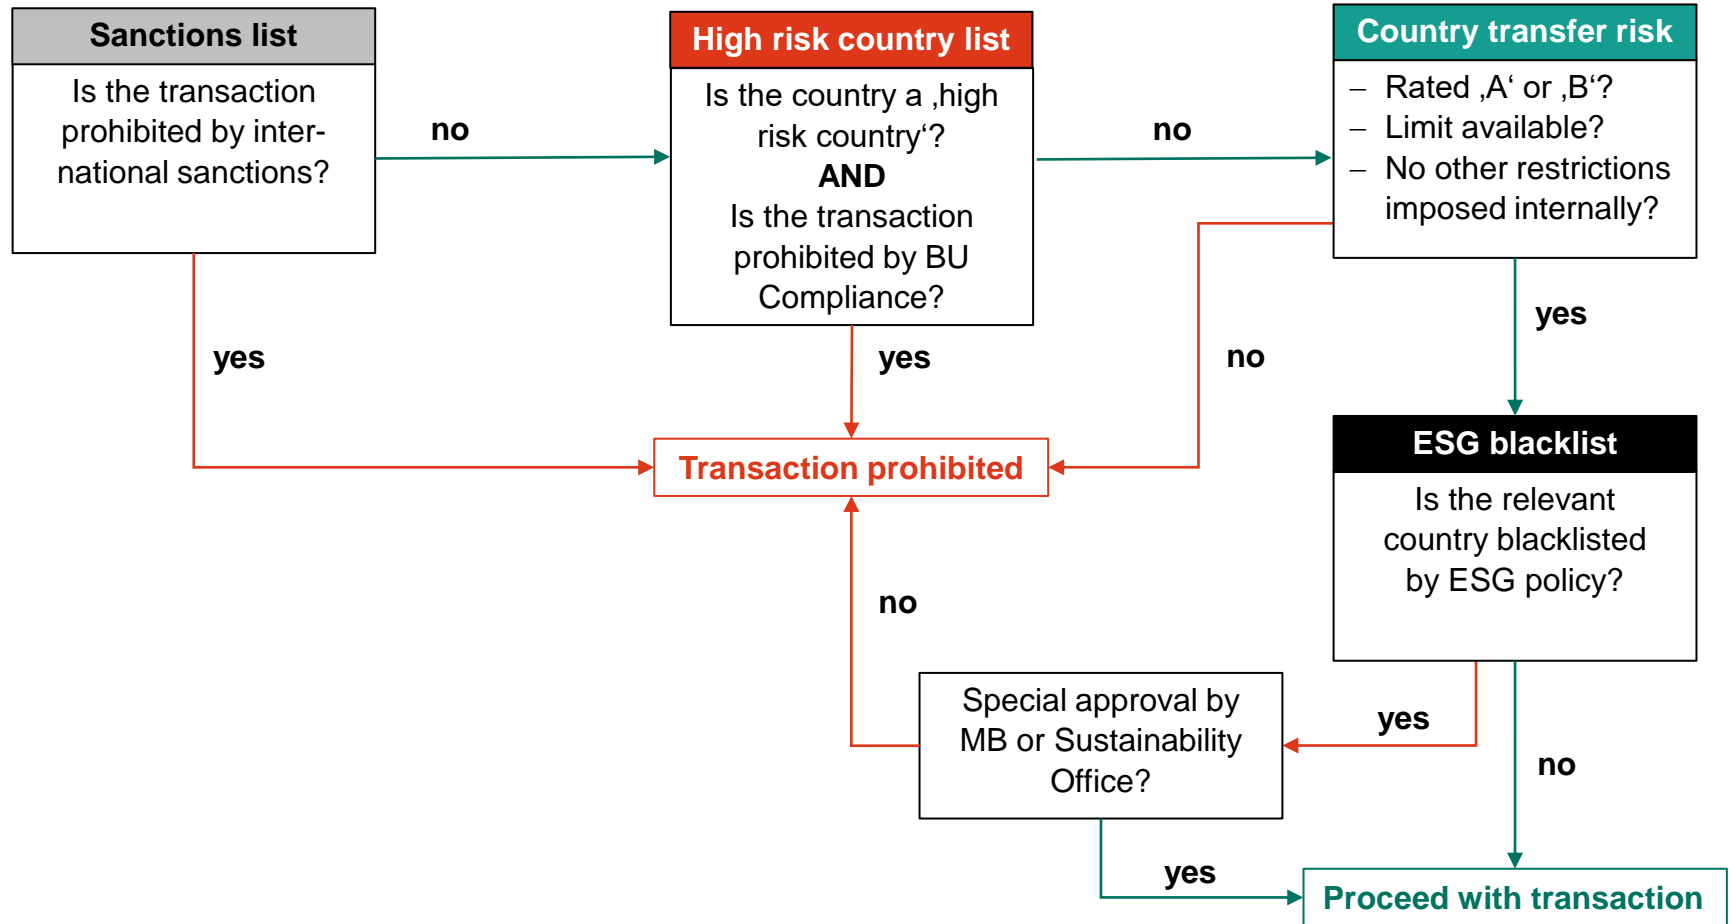 Sanctions list
Is the transaction
prohibited by inter-
national sanctions?
no
High risk country list
Is the country a ‚high
risk country‘?
AND
Is the transaction
prohibited by BU
Compliance?
no
Country transfer risk
– Rated ‚A‘ or ‚B‘?
– Limit available?
– No other restrictions
imposed internally?
yes
yes
no
yes
Transaction prohibited
ESG blacklist
Is the relevant
country blacklisted
by ESG policy?
no
Special approval by
MB or Sustainability
Office?
yes
no
yes
Proceed with transaction